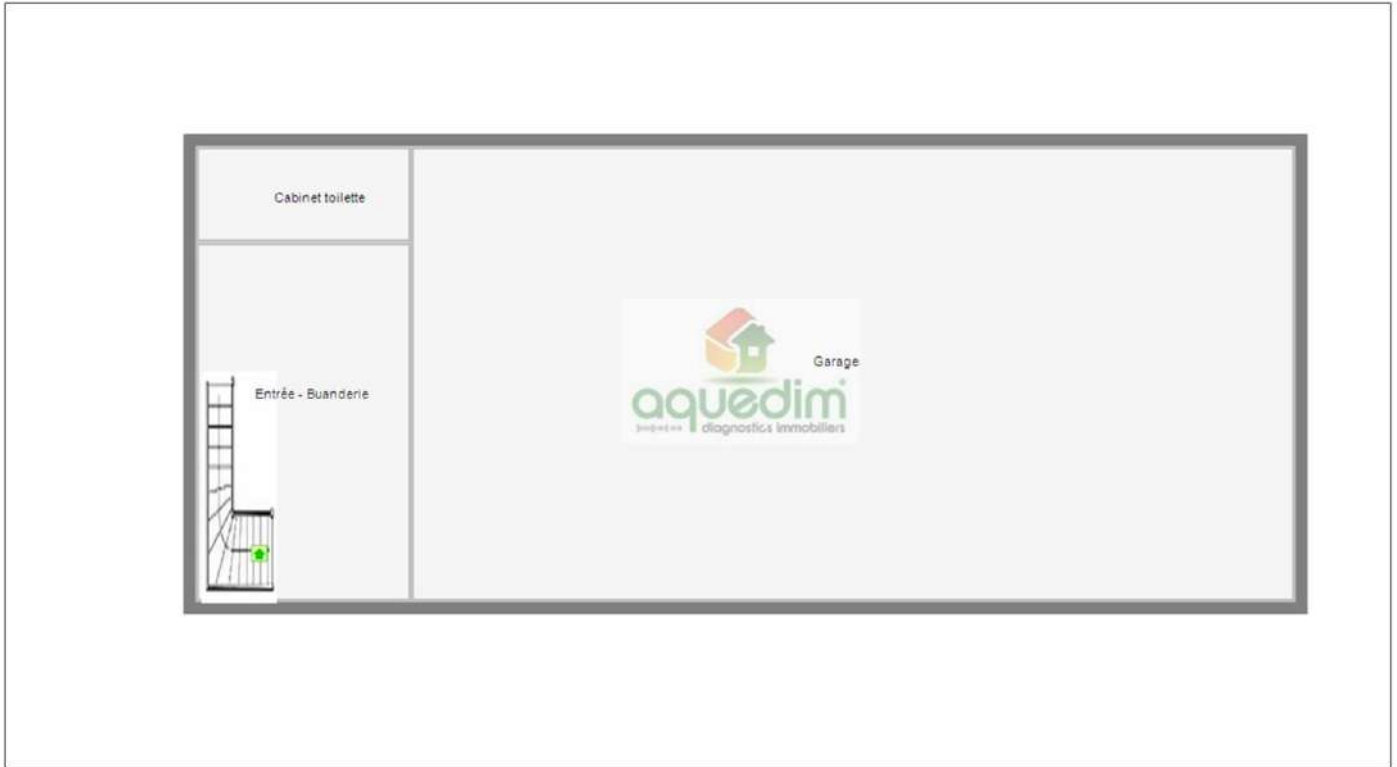 Cabinet toilette
Garage
Entrée - Buanderie
aquedim
diagnostics immobiliers